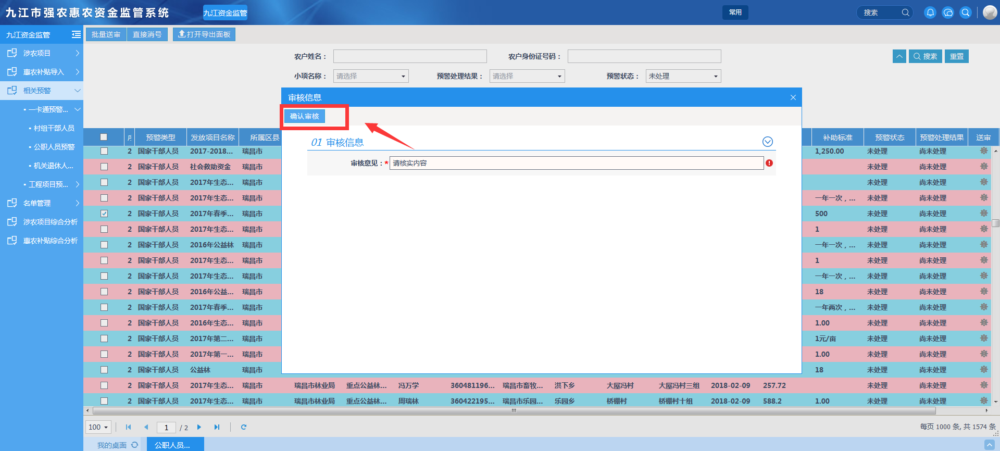 九江市强农惠农资金监管系统 九江资金监管 常用 搜索
九江资金监管 批量送审 直接消号 打开导出面板
涉农项目
惠农补贴导入
相关预警
一卡通预警...
村组干部人员
公职人员预警
机关退休人...
工程项目预...
名单管理
涉农项目综合分析
惠农补贴综合分析
农户姓名： 农户身份证号码： 搜索 重置
小项名称： 请选择 预警处理结果： 请选择 预警状态： 未处理
审核信息
确认审核
01 审核信息
审核意见：* 请核实内容
预警类型 发放项目名称 所属区县 补助标准 预警状态 预警处理结果 送审
2 国家干部人员 2017-2018... 瑞昌市 1,250.00 未处理 尚未处理
2 国家干部人员 社会救助资金 瑞昌市 未处理 尚未处理
2 国家干部人员 2017年生态... 瑞昌市 未处理 尚未处理
2 国家干部人员 2017年生态... 瑞昌市 一年一次，... 未处理 尚未处理
2 国家干部人员 2017年春季... 瑞昌市 500 未处理 尚未处理
2 国家干部人员 2017年生态... 瑞昌市 1 未处理 尚未处理
2 国家干部人员 2016年公益林 瑞昌市 一年一次，... 未处理 尚未处理
2 国家干部人员 2017年生态... 瑞昌市 1 未处理 尚未处理
2 国家干部人员 2017年生态... 瑞昌市 一年一次，... 未处理 尚未处理
2 国家干部人员 2016年公益... 瑞昌市 18 未处理 尚未处理
2 国家干部人员 2017年春季... 瑞昌市 一年两次，... 未处理 尚未处理
2 国家干部人员 2016年生态... 瑞昌市 1.00 未处理 尚未处理
2 国家干部人员 2017年第二... 瑞昌市 1元/亩 未处理 尚未处理
2 国家干部人员 2017年第一... 瑞昌市 1.00 未处理 尚未处理
2 国家干部人员 公益林 瑞昌市 18 未处理 尚未处理
2 国家干部人员 2017年生态... 瑞昌市 瑞昌市林业局 重点公益林... 冯万学 360481196... 瑞昌市畜牧... 洪下乡 大屋冯村 大屋冯村三组 2018-02-09 257.72 未处理 尚未处理
2 国家干部人员 2017年生态... 瑞昌市 瑞昌市林业局 重点公益林... 周瑞林 360422195... 瑞昌市乐园... 乐园乡 桥棚村 桥棚村十组 2018-02-09 588.2 1.00 未处理 尚未处理
100 1 / 2 每页 1000 条, 共 1574 条
我的桌面 公职人员...